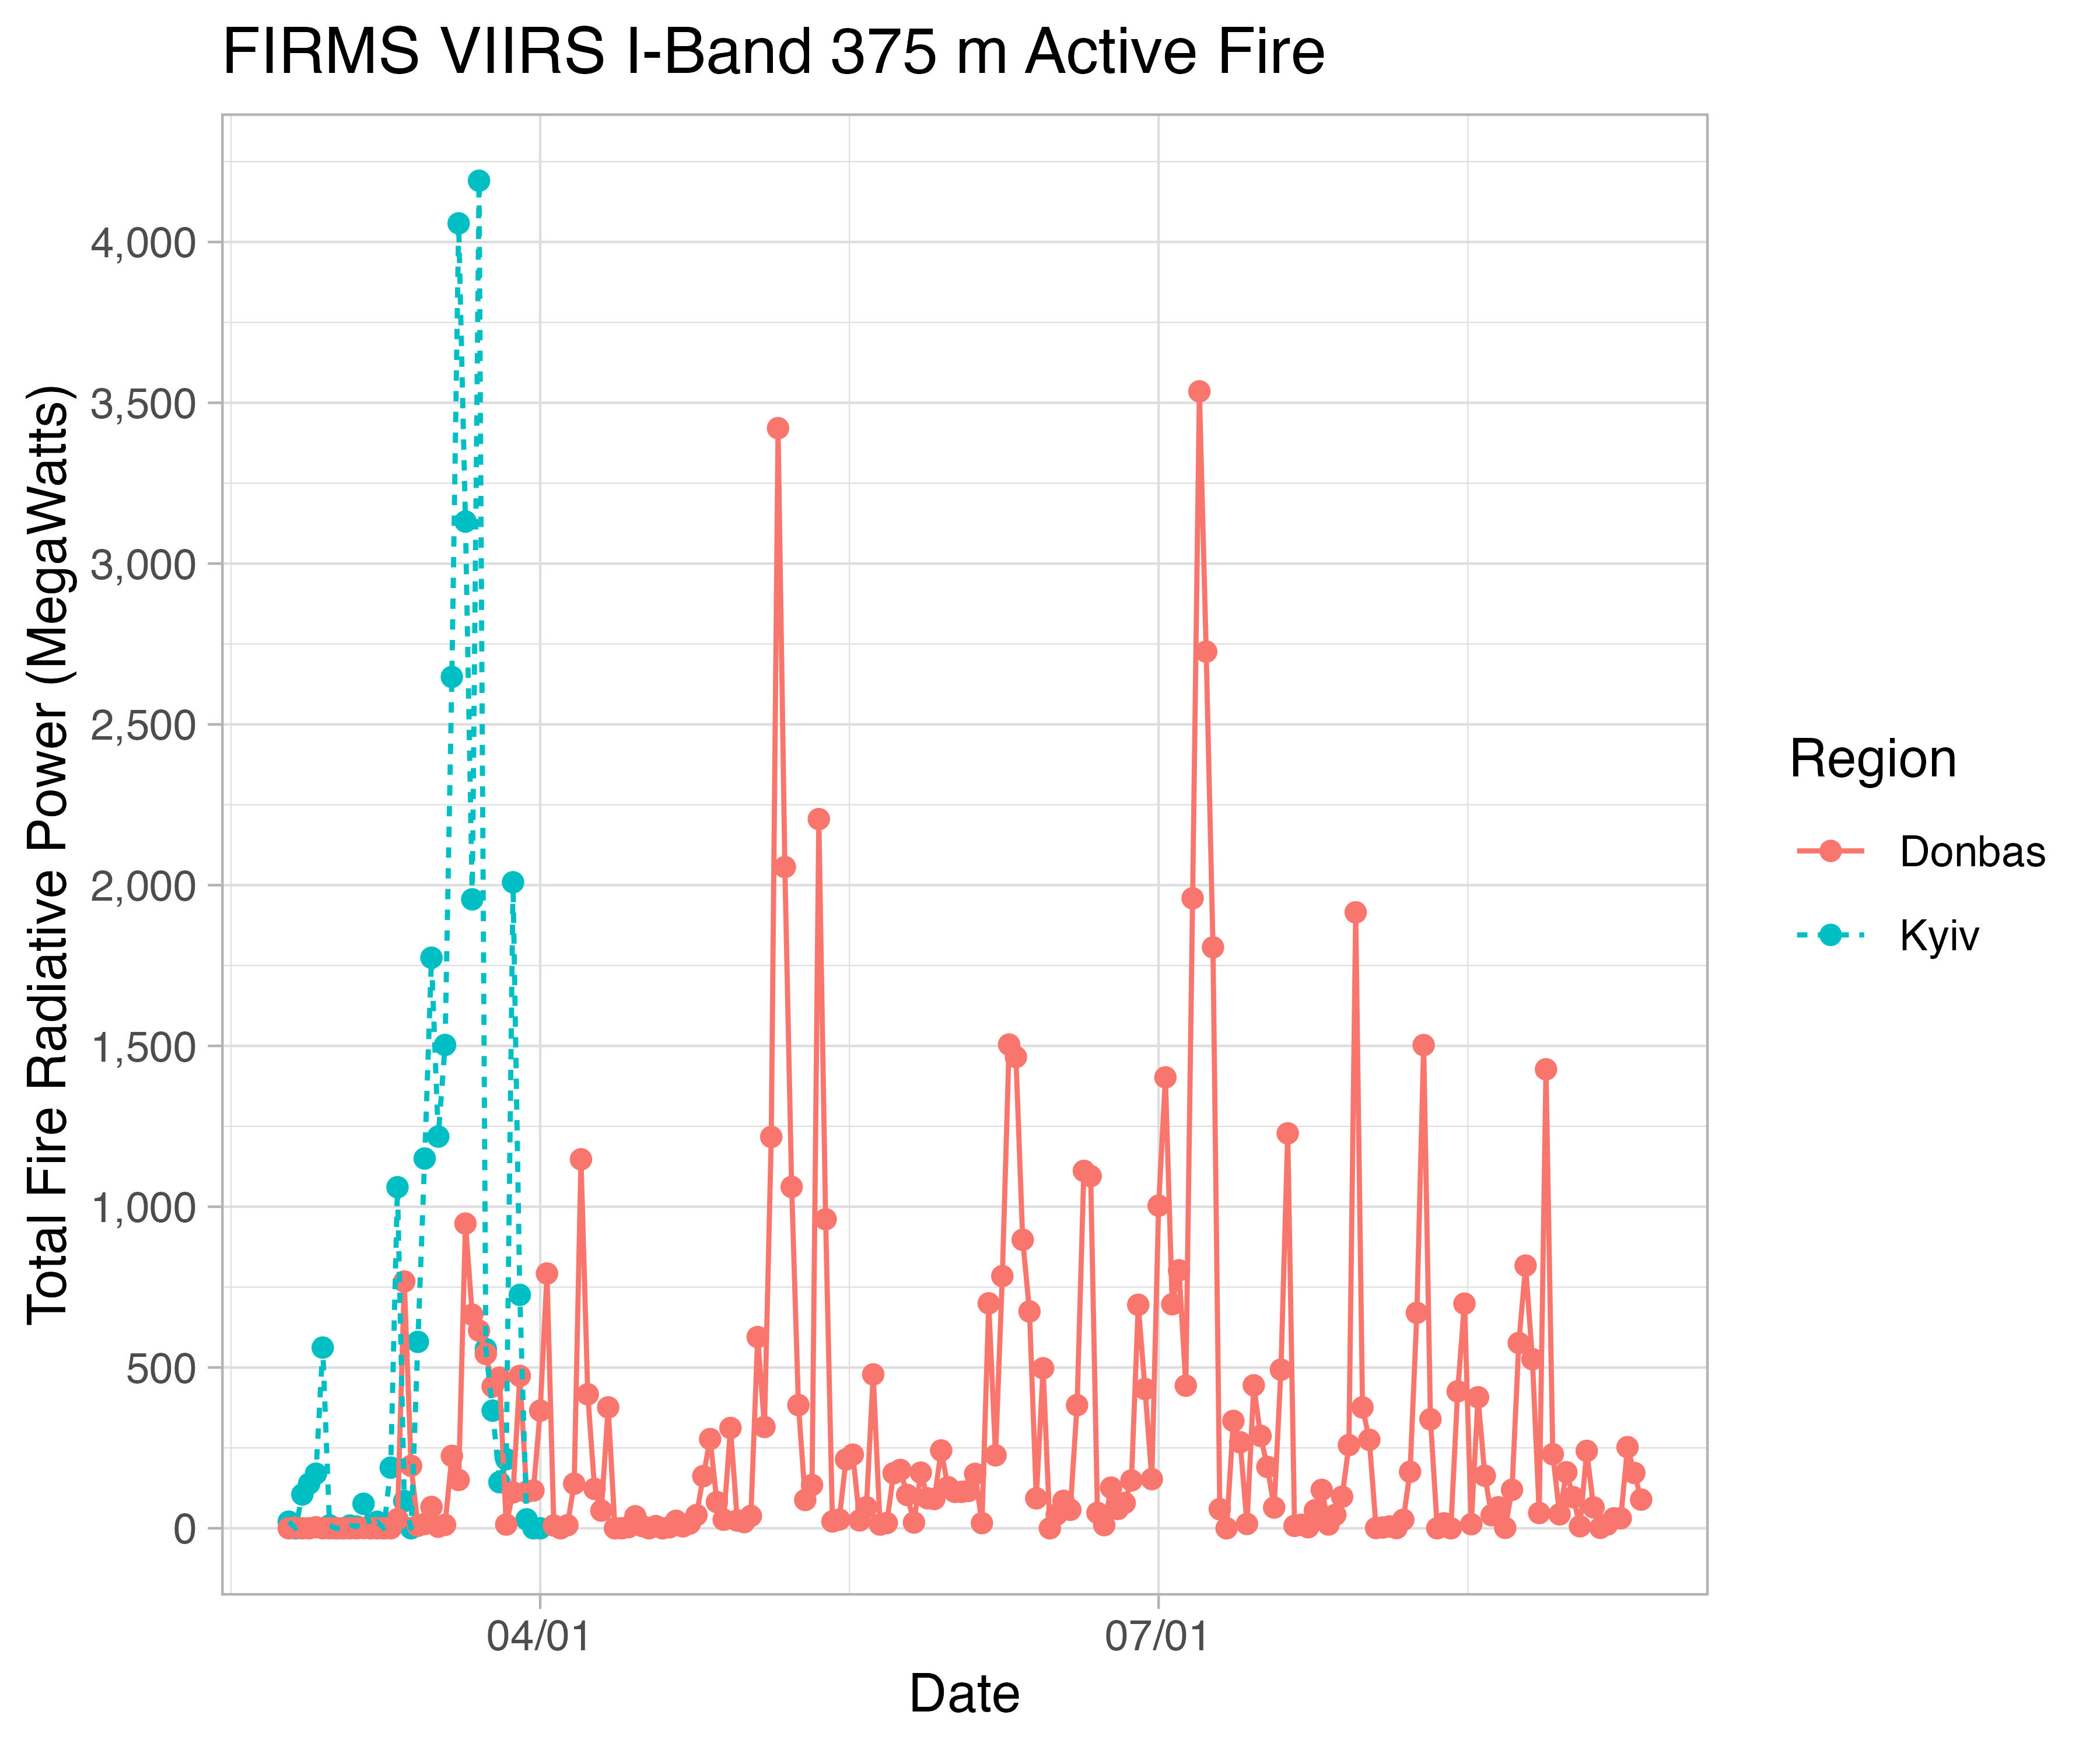 FIRMS VIIRS I-Band 375 m Active Fire
Total Fire Radiative Power (MegaWatts)
4,000
3,500
3,000
2,500
2,000
1,500
1,000
500
0
04/01
07/01
Date
Region
Donbas
Kyiv